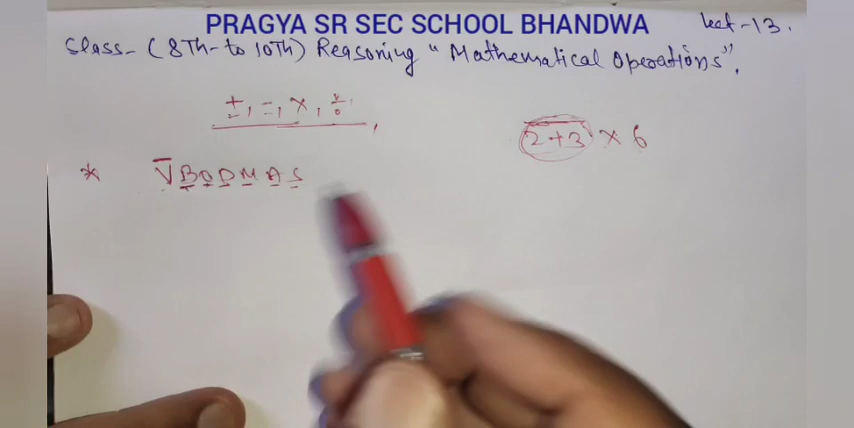 PRAGYA SR SEC SCHOOL BHANDWA
Lect-13.
Class- (8Th- to 10Th) Reasoning "Mathematical Operations".
+, -, ×, ÷,
2+3 × 6
* VBODMAS